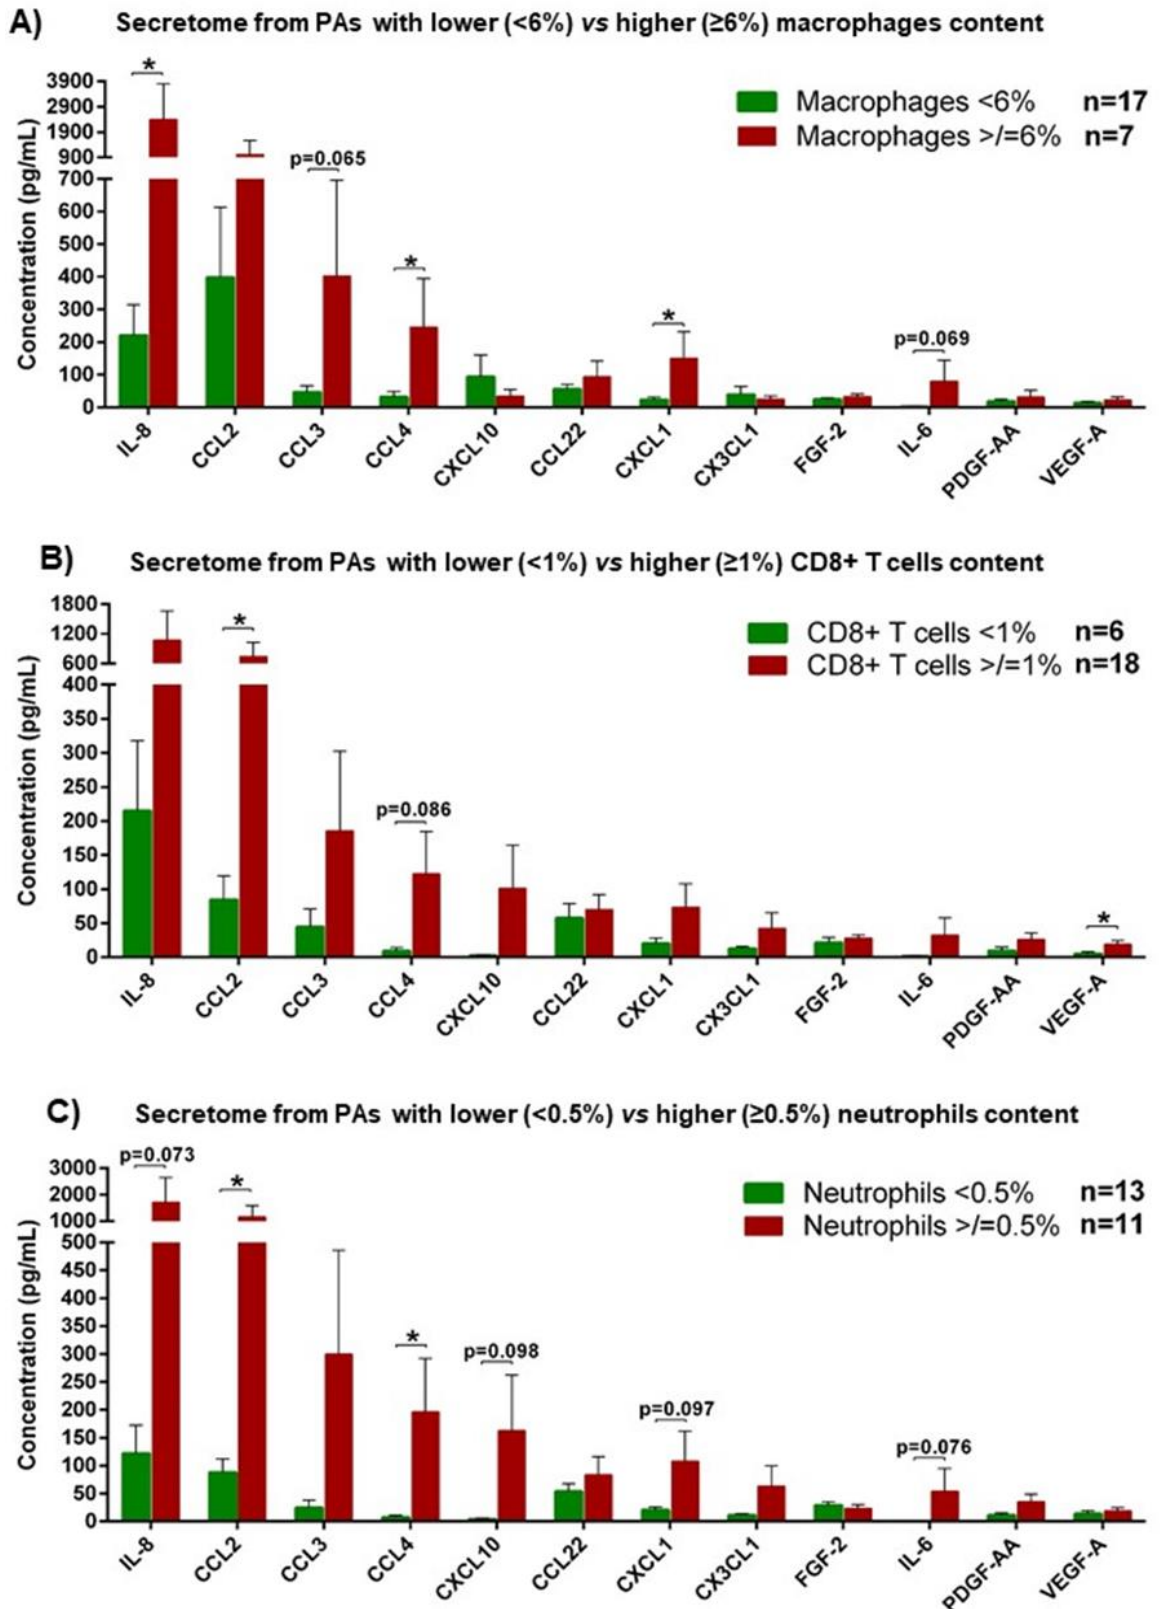 A) Secretome from PAs with lower (<6%) vs higher (≥6%) macrophages content
Concentration (pg/mL)
3900
2900
1900
900
700
600
500
400
300
200
100
0
*
p=0.065
*
*
p=0.069
Macrophages <6% n=17
Macrophages >/=6% n=7
IL-8 CCL2 CCL3 CCL4 CXCL10 CCL22 CXCL1 CX3CL1 FGF-2 IL-6 PDGF-AA VEGF-A
B) Secretome from PAs with lower (<1%) vs higher (≥1%) CD8+ T cells content
Concentration (pg/mL)
1800
1200
600
400
350
300
250
200
150
100
50
0
*
p=0.086
*
CD8+ T cells <1% n=6
CD8+ T cells >/=1% n=18
IL-8 CCL2 CCL3 CCL4 CXCL10 CCL22 CXCL1 CX3CL1 FGF-2 IL-6 PDGF-AA VEGF-A
C) Secretome from PAs with lower (<0.5%) vs higher (≥0.5%) neutrophils content
Concentration (pg/mL)
3000
2000
1000
500
450
400
350
300
250
200
150
100
50
0
p=0.073
*
*
p=0.098
p=0.097
p=0.076
Neutrophils <0.5% n=13
Neutrophils >/=0.5% n=11
IL-8 CCL2 CCL3 CCL4 CXCL10 CCL22 CXCL1 CX3CL1 FGF-2 IL-6 PDGF-AA VEGF-A